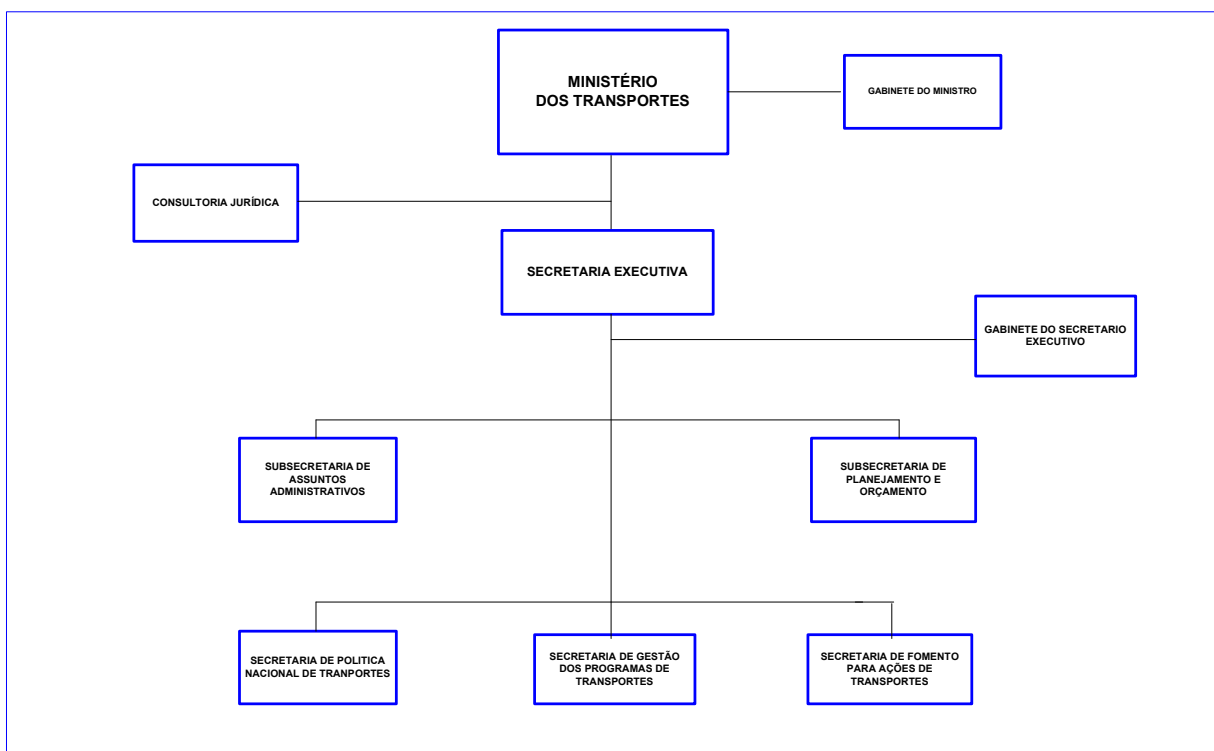 MINISTÉRIO
DOS TRANSPORTES
GABINETE DO MINISTRO
CONSULTORIA JURÍDICA
SECRETARIA EXECUTIVA
GABINETE DO SECRETARIO
EXECUTIVO
SUBSECRETARIA DE
ASSUNTOS
ADMINISTRATIVOS
SUBSECRETARIA DE
PLANEJAMENTO E
ORÇAMENTO
SECRETARIA DE POLITICA
NACIONAL DE TRANPORTES
SECRETARIA DE GESTÃO
DOS PROGRAMAS DE
TRANSPORTES
SECRETARIA DE FOMENTO
PARA AÇÕES DE
TRANSPORTES